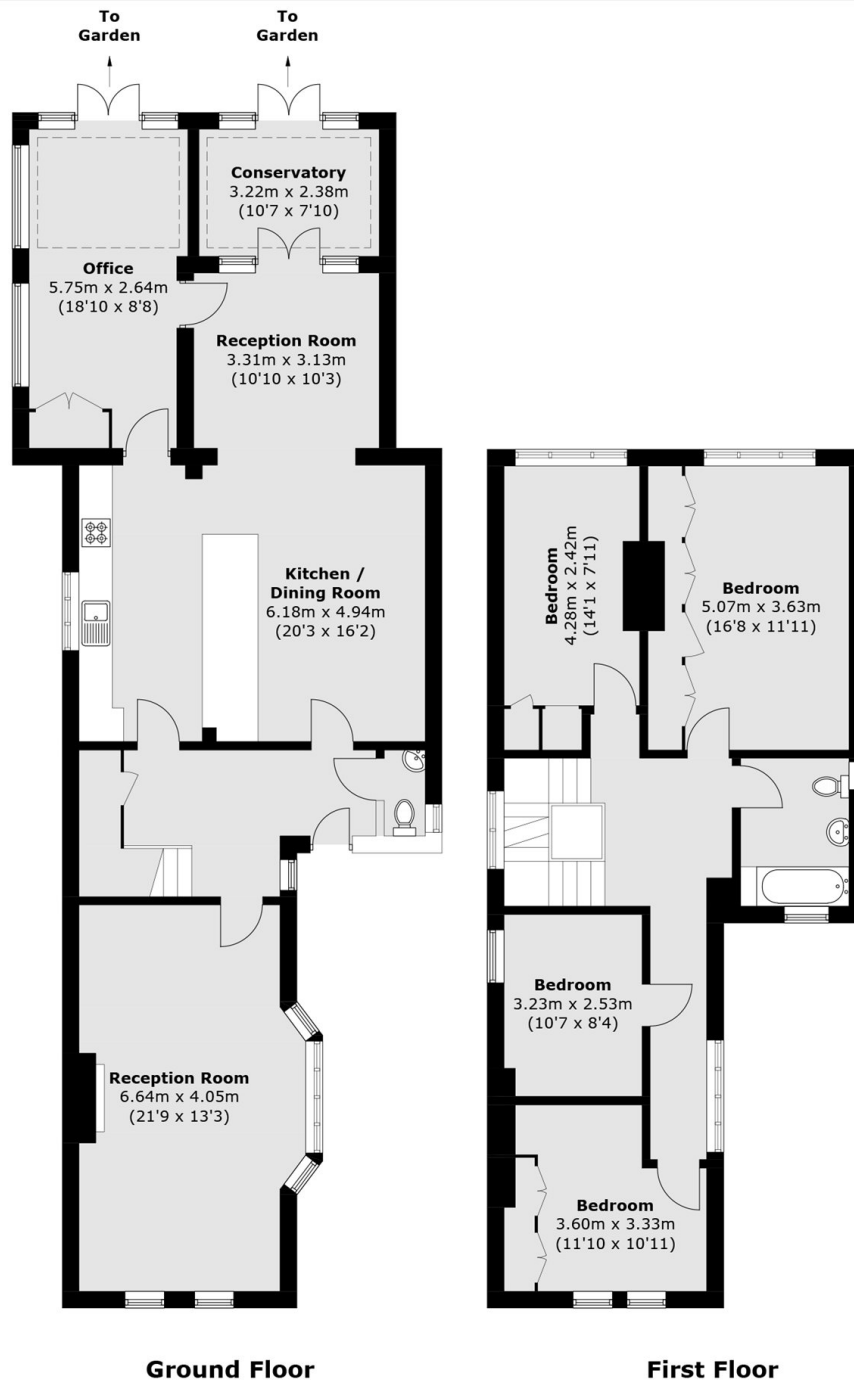 To
Garden
To
Garden
Conservatory
3.22m x 2.38m
(10'7 x 7'10)
Office
5.75m x 2.64m
(18'10 x 8'8)
Reception Room
3.31m x 3.13m
(10'10 x 10'3)
Kitchen /
Dining Room
6.18m x 4.94m
(20'3 x 16'2)
Reception Room
6.64m x 4.05m
(21'9 x 13'3)
Ground Floor
Bedroom
4.28m x 2.42m
(14'1 x 7'11)
Bedroom
5.07m x 3.63m
(16'8 x 11'11)
Bedroom
3.23m x 2.53m
(10'7 x 8'4)
Bedroom
3.60m x 3.33m
(11'10 x 10'11)
First Floor